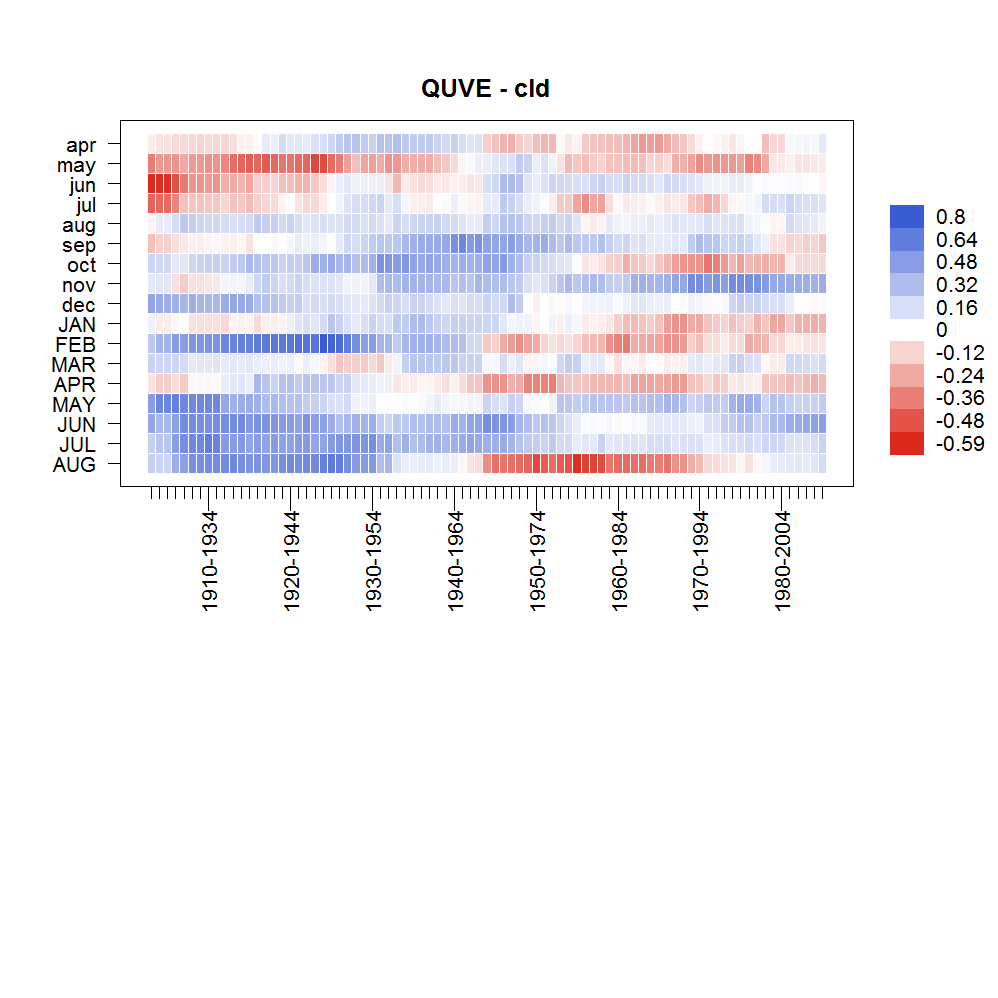 QUVE - cld
apr
may
jun
jul
aug
sep
oct
nov
dec
JAN
FEB
MAR
APR
MAY
JUN
JUL
AUG
1910-1934
1920-1944
1930-1954
1940-1964
1950-1974
1960-1984
1970-1994
1980-2004
0.8
0.64
0.48
0.32
0.16
0
-0.12
-0.24
-0.36
-0.48
-0.59